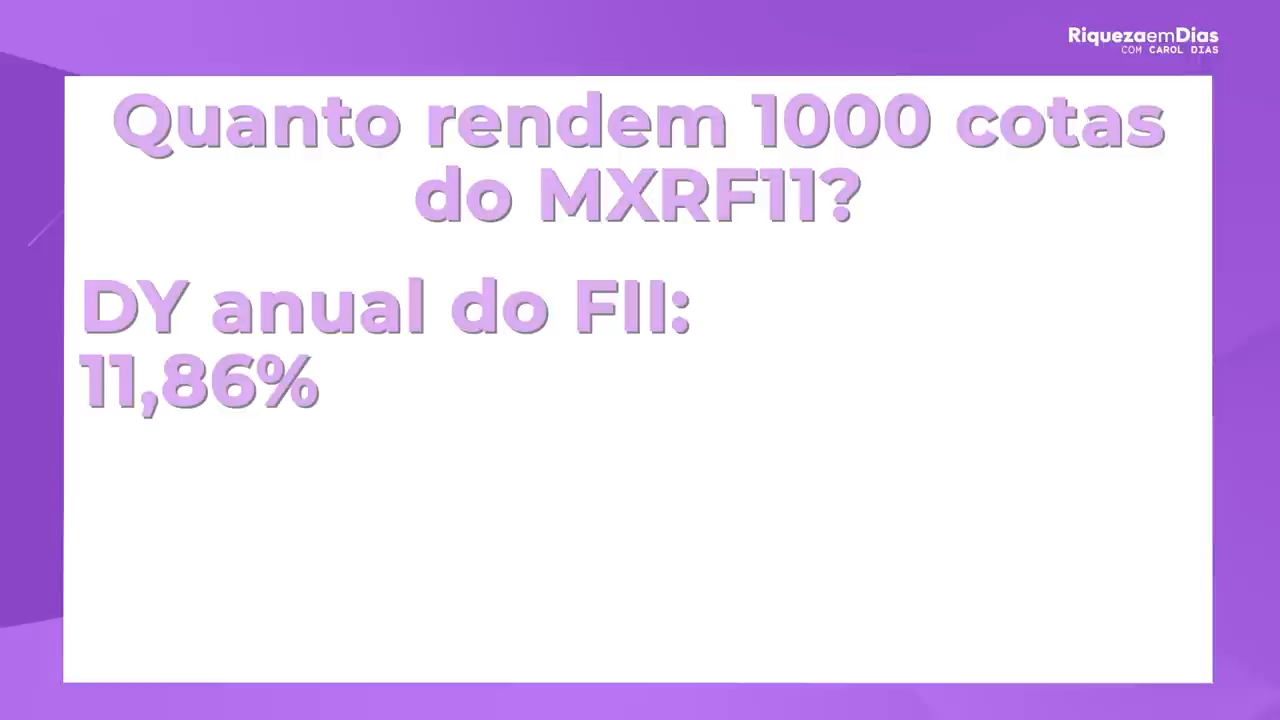 RiquezaemDias
COM CAROL DIAS
Quanto rendem 1000 cotas
do MXRF11?
DY anual do FII:
11,86%